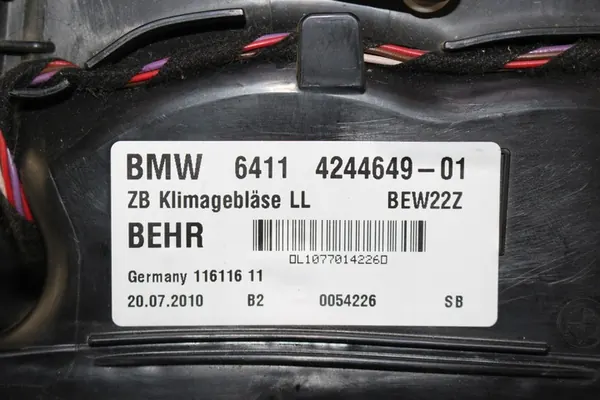 BMW 6411 4244649-01
ZB Klimagebläse LL BEW22Z
BEHR
0L10770142260
Germany 116116 11
20.07.2010 B2 0054226 SB